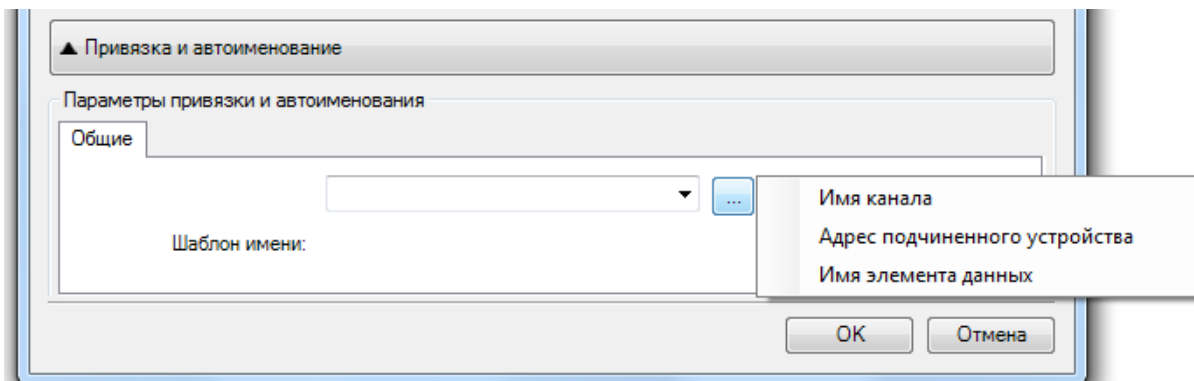 Привязка и автоименование
Параметры привязки и автоименования
Общие
...
Имя канала
Адрес подчиненного устройства
Шаблон имени:
Имя элемента данных
OK
Отмена